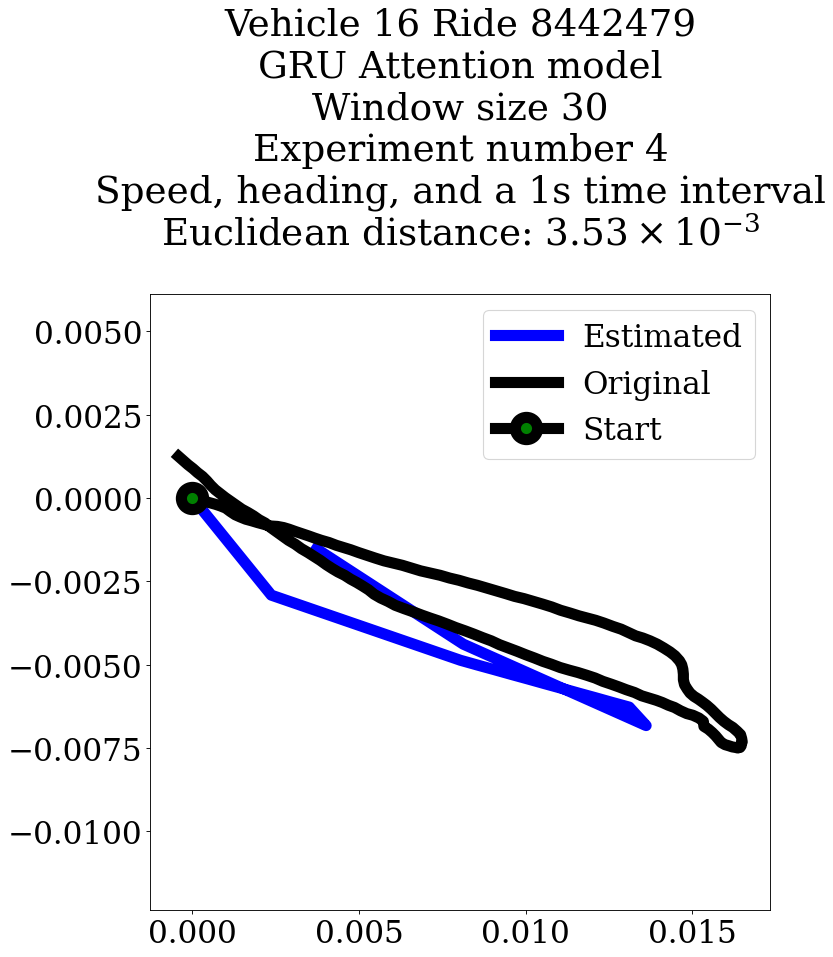 Vehicle 16 Ride 8442479
GRU Attention model
Window size 30
Experiment number 4
Speed, heading, and a 1s time interval
Euclidean distance: 3.53 × 10⁻³
Estimated
Original
Start
0.0050
0.0025
0.0000
−0.0025
−0.0050
−0.0075
−0.0100
0.000 0.005 0.010 0.015